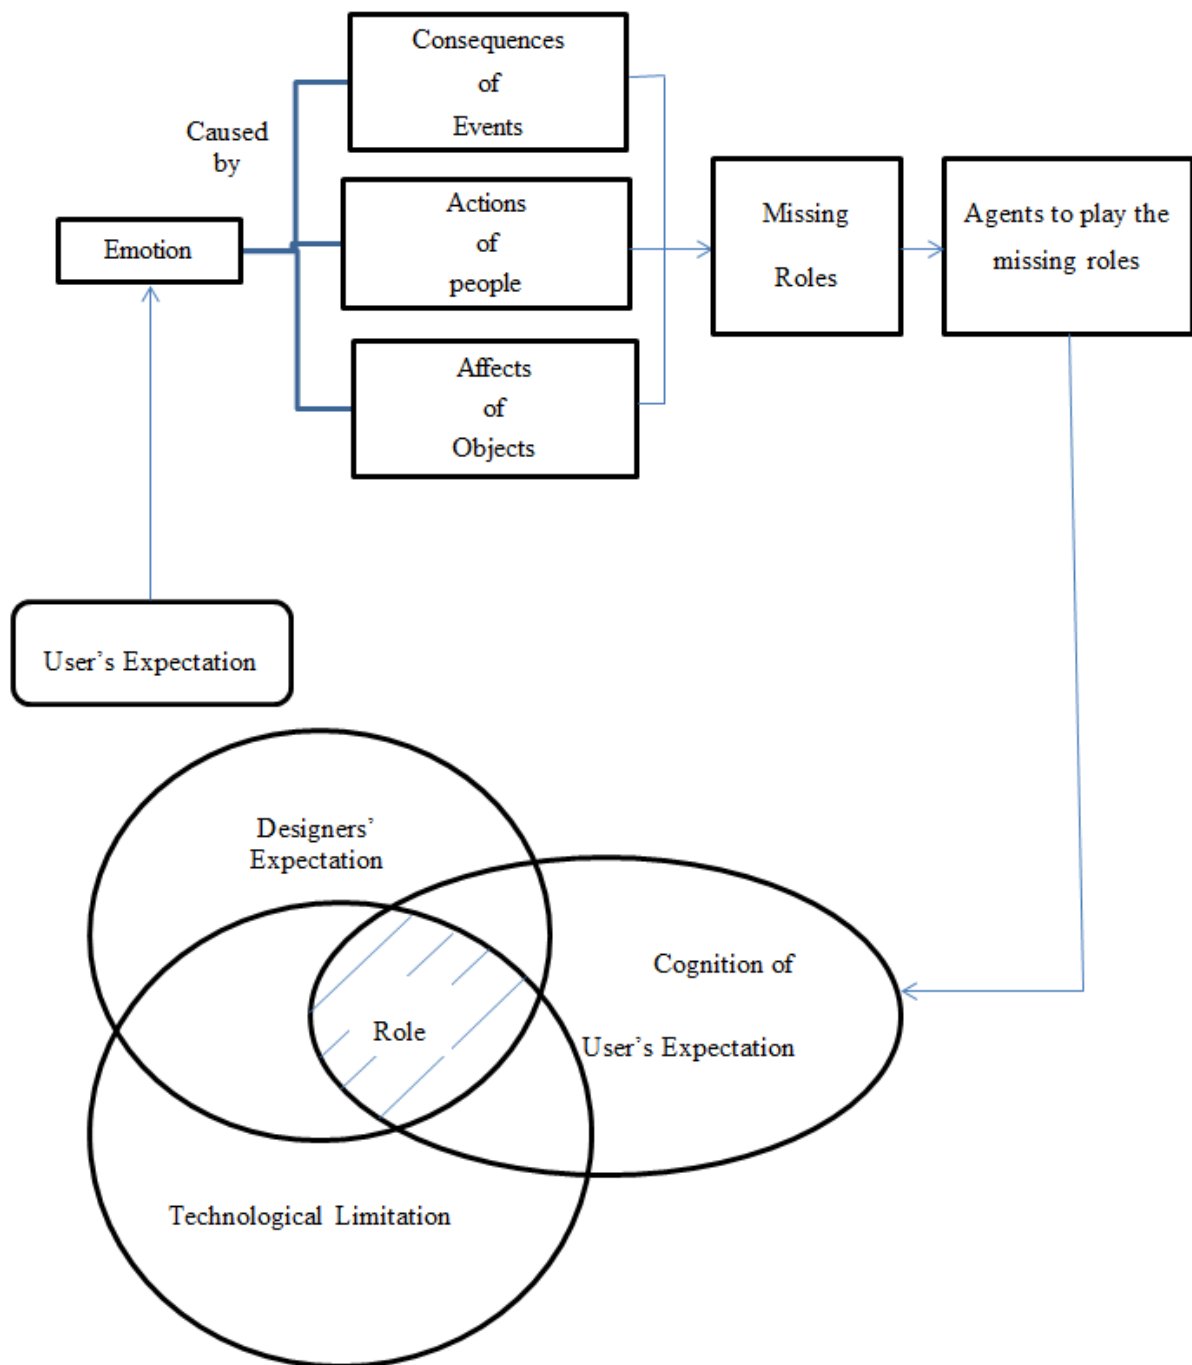 Consequences
of
Events
Caused
by
Actions
of
people
Emotion
Affects
of
Objects
Missing
Roles
Agents to play the
missing roles
User’s Expectation
Designers’
Expectation
Cognition of
User’s Expectation
Role
Technological Limitation